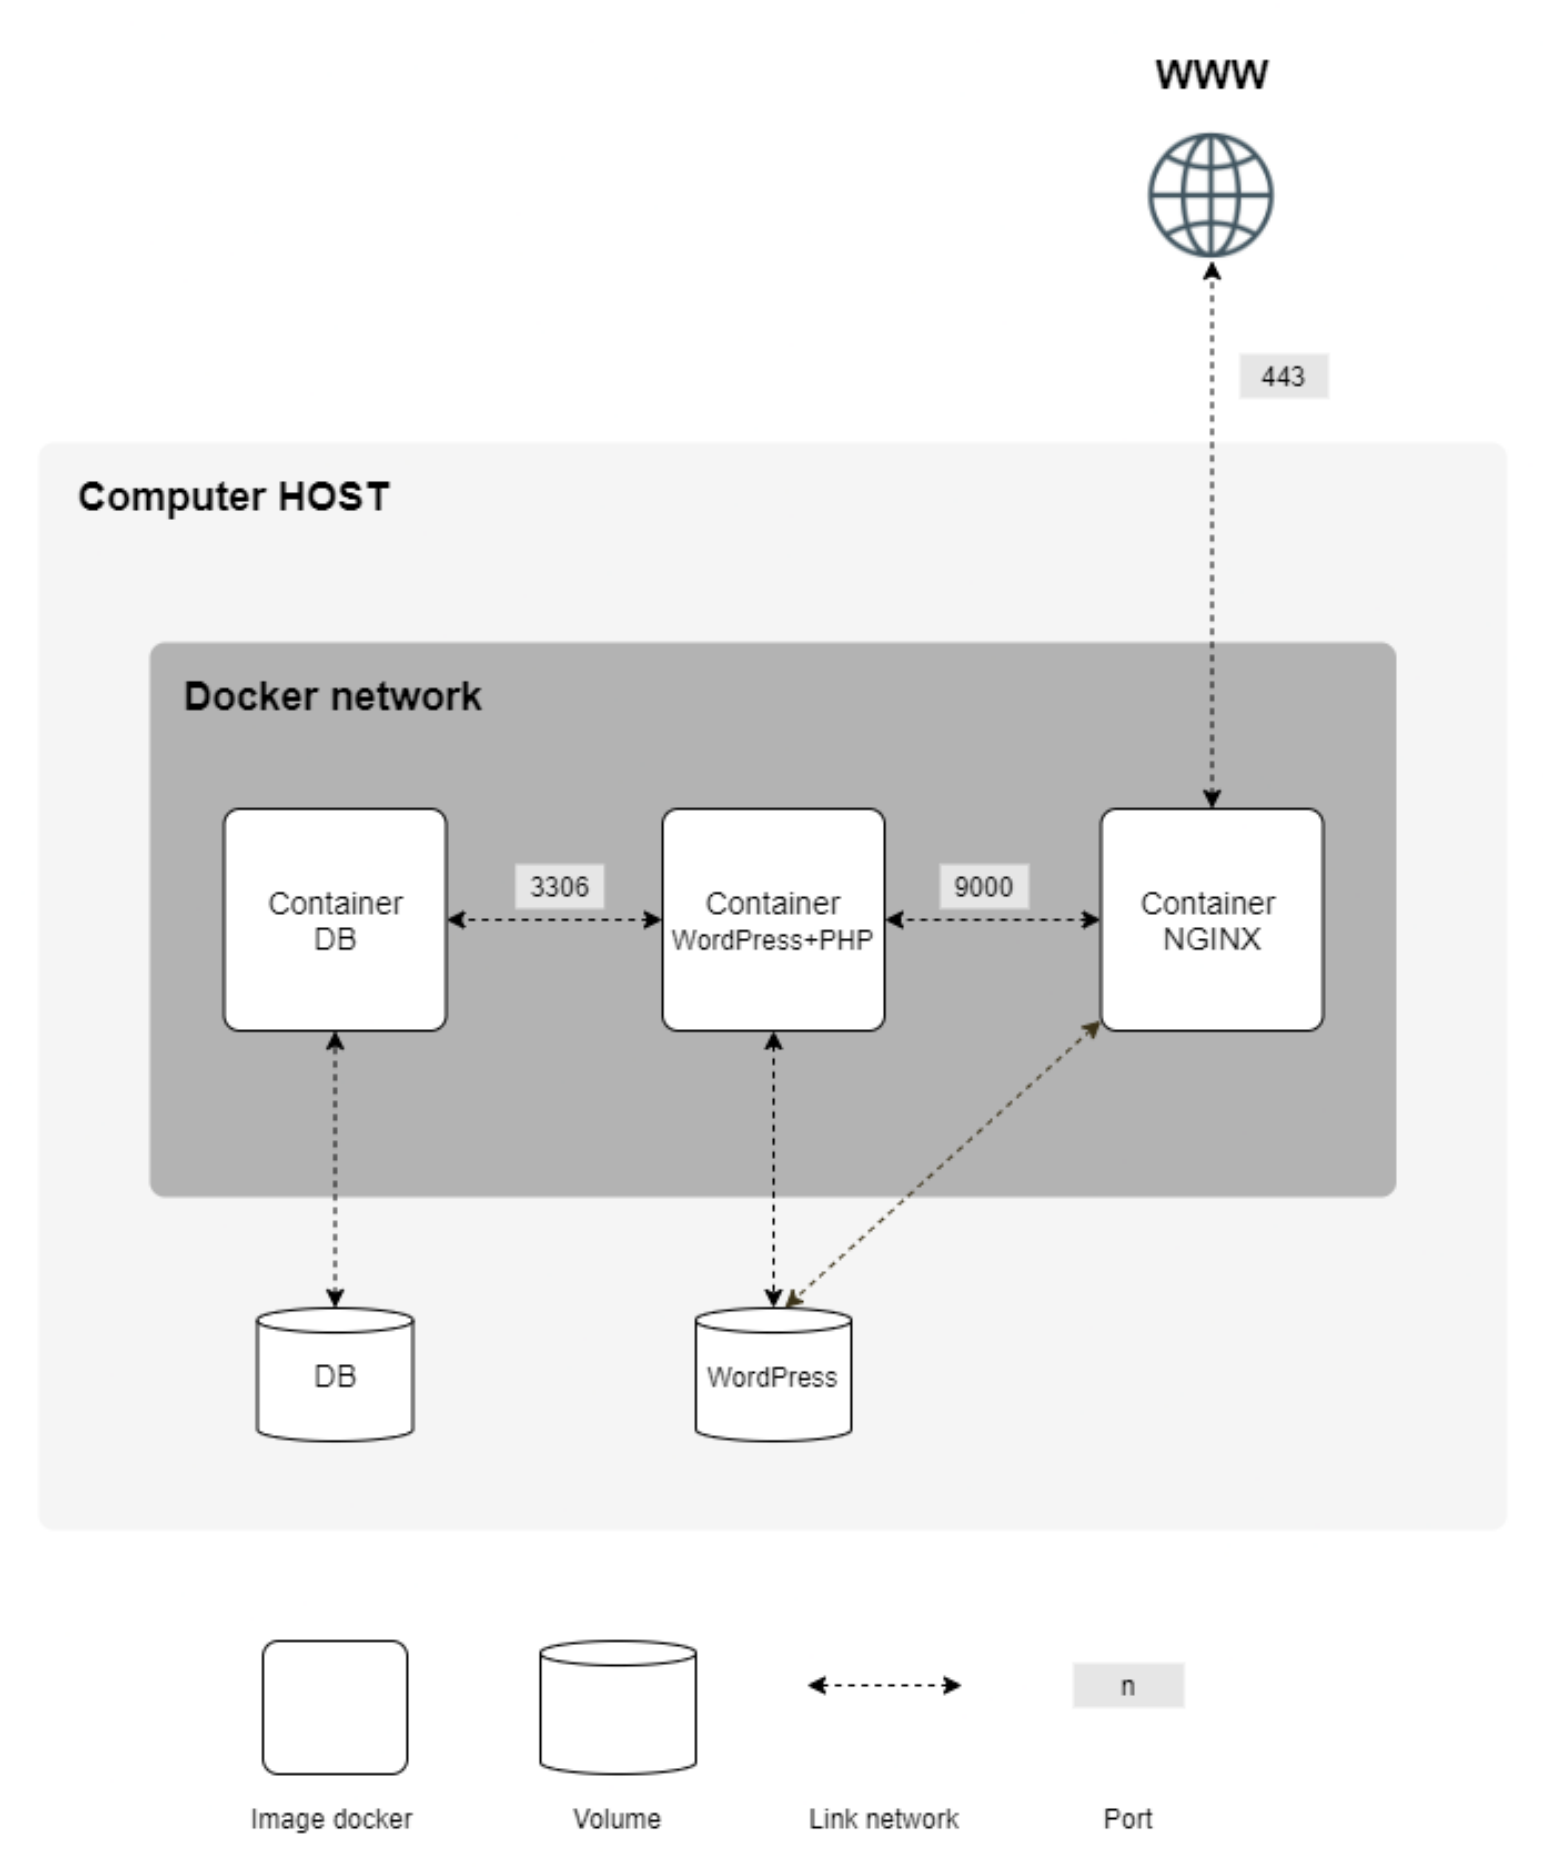 WWW
443
Computer HOST
Docker network
Container
DB
3306
Container
WordPress+PHP
9000
Container
NGINX
DB
WordPress
n
Image docker
Volume
Link network
Port